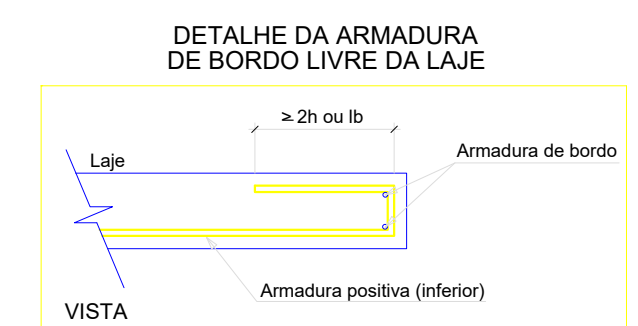 DETALHE DA ARMADURA
DE BORDO LIVRE DA LAJE
≥ 2h ou lb
Laje
Armadura de bordo
Armadura positiva (inferior)
VISTA